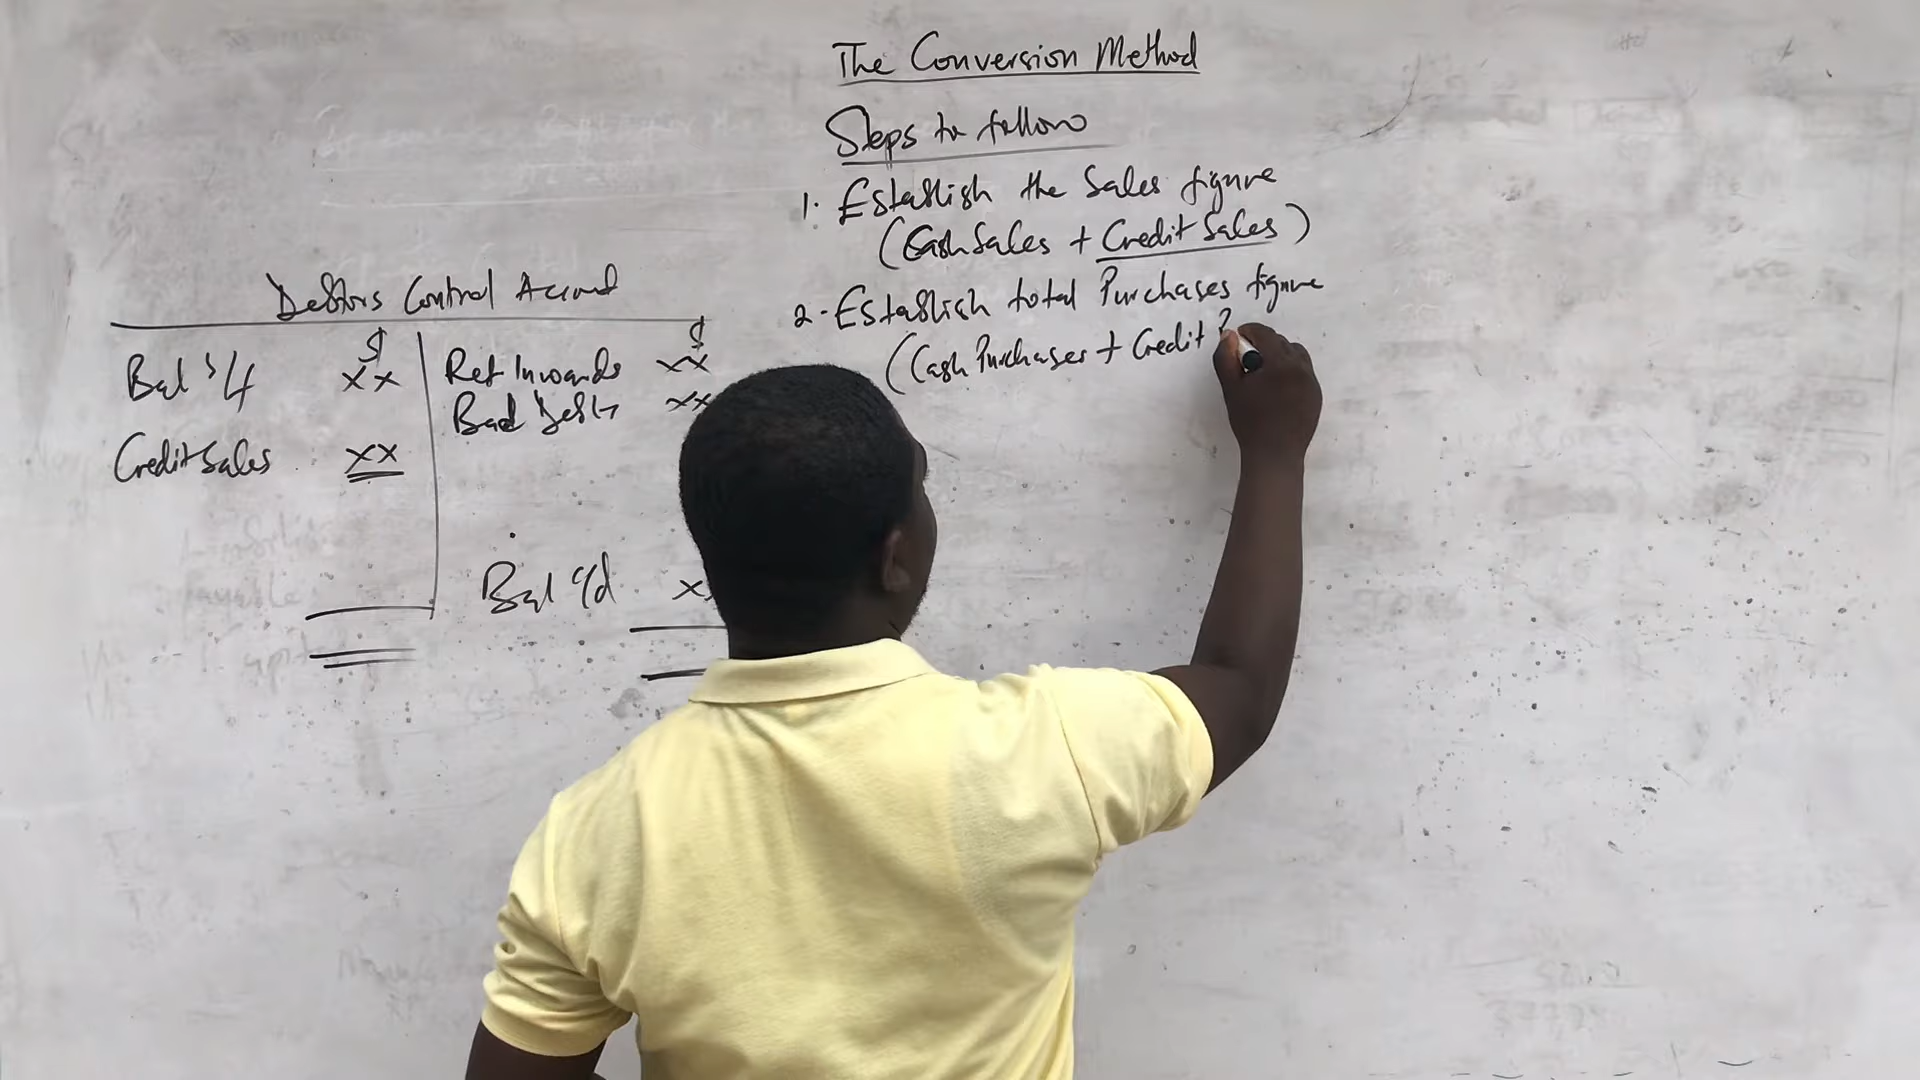 The Conversion Method
Steps to follow
1. Establish the Sales figure
(Cash Sales + Credit Sales)
2. Establish total Purchases figure
(Cash Purchases + Credit P
Debtors Control Account
$ $
Bal b/f xx Ret Inwards xx
Bad Debts xx
Credit Sales xx
Bal c/d x